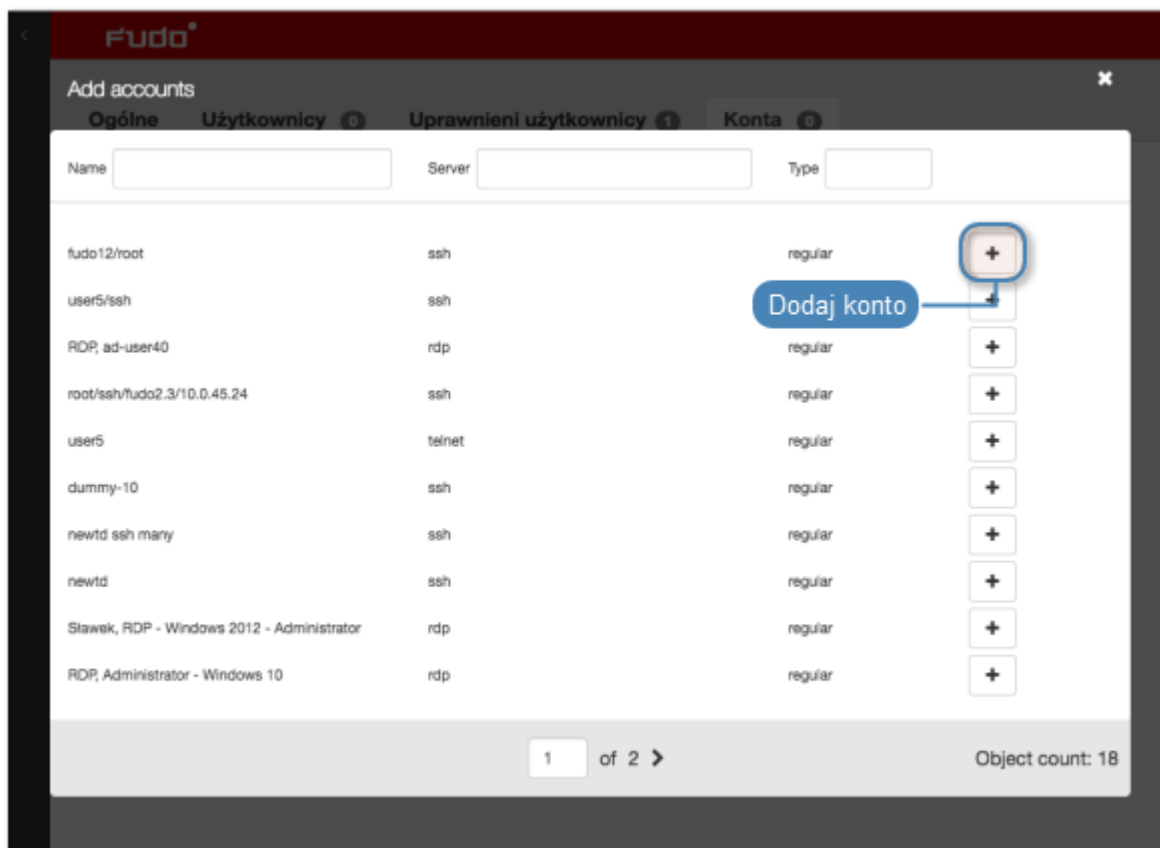 Fudo
Add accounts
Ogólne Użytkownicy 0 Uprawnieni użytkownicy 1 Konta 0
Name Server Type
fudo12/root ssh regular
user5/ssh ssh
Dodaj konto
RDP, ad-user40 rdp regular
root/ssh/fudo2.3/10.0.45.24 ssh regular
user5 telnet regular
dummy-10 ssh regular
newtd ssh many ssh regular
newtd ssh regular
Sławek, RDP - Windows 2012 - Administrator rdp regular
RDP, Administrator - Windows 10 rdp regular
1 of 2
Object count: 18